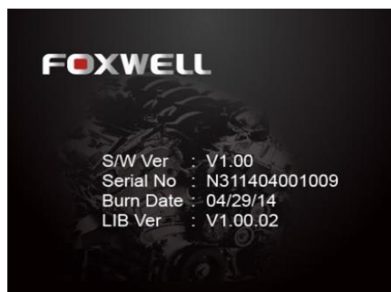 FOXWELL
S/W Ver : V1.00
Serial No : N311404001009
Burn Date : 04/29/14
LIB Ver : V1.00.02